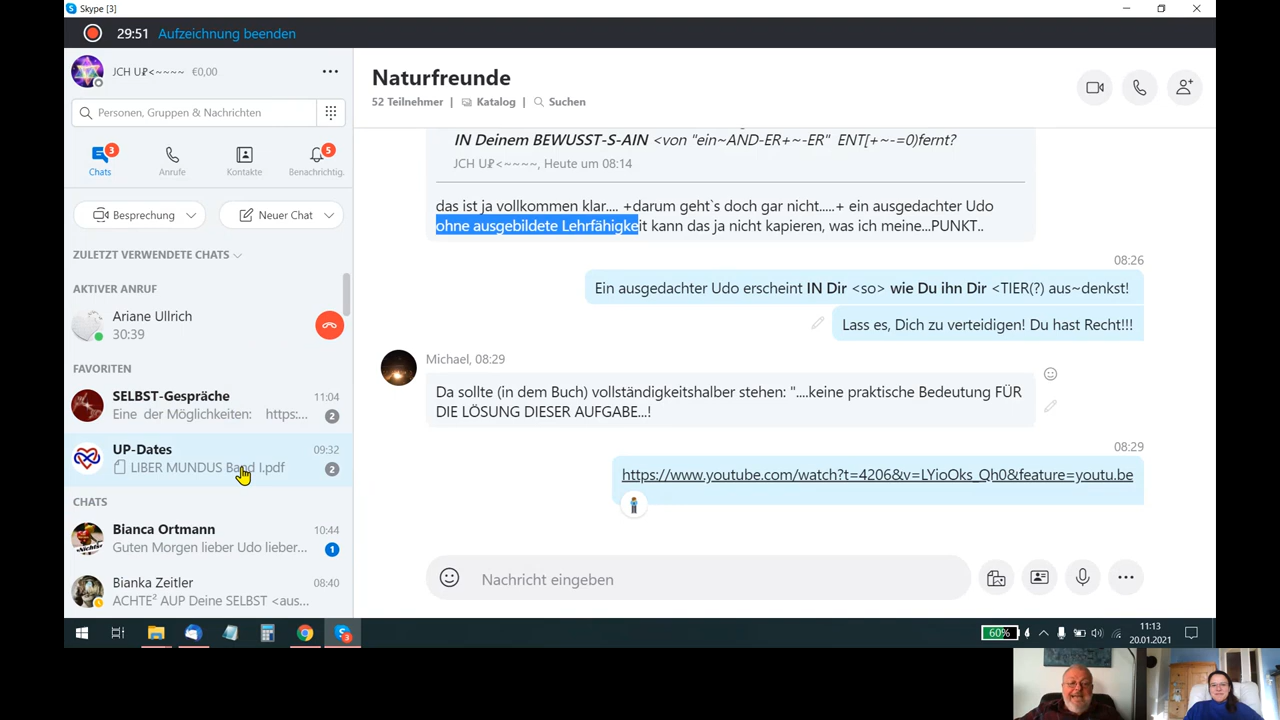 Skype [3]
29:51 Aufzeichnung beenden
JCH U₽<~~~~ €0,00
Personen, Gruppen & Nachrichten
3
5
Chats
Anrufe
Kontakte
Benachrichtig.
Besprechung
Neuer Chat
ZULETZT VERWENDETE CHATS
AKTIVER ANRUF
Ariane Ullrich
30:39
FAVORITEN
SELBST-Gespräche 11:04
Eine der Möglichkeiten: https:... 2
UP-Dates 09:32
LIBER MUNDUS Band I.pdf 2
CHATS
Bianca Ortmann 10:44
Guten Morgen lieber Udo lieber... 1
Bianka Zeitler 08:40
ACHTE² AUP Deine SELBST <aus...
Naturfreunde
52 Teilnehmer | Katalog | Suchen
IN Deinem BEWUSST-S-AIN <von "ein~AND-ER+~-ER" ENT[+~-=0)fernt?
JCH U₽<~~~~, Heute um 08:14
das ist ja vollkommen klar.... +darum geht`s doch gar nicht.....+ ein ausgedachter Udo
ohne ausgebildete Lehrfähigkeit kann das ja nicht kapieren, was ich meine...PUNKT..
08:26
Ein ausgedachter Udo erscheint IN Dir <so> wie Du ihn Dir <TIER(?) aus~denkst!
Lass es, Dich zu verteidigen! Du hast Recht!!!
Michael, 08:29
Da sollte (in dem Buch) vollständigkeitshalber stehen: "....keine praktische Bedeutung FÜR
DIE LÖSUNG DIESER AUFGABE...!
08:29
https://www.youtube.com/watch?t=4206&v=LYioOks_Qh0&feature=youtu.be
Nachricht eingeben
3
60%
11:13
20.01.2021